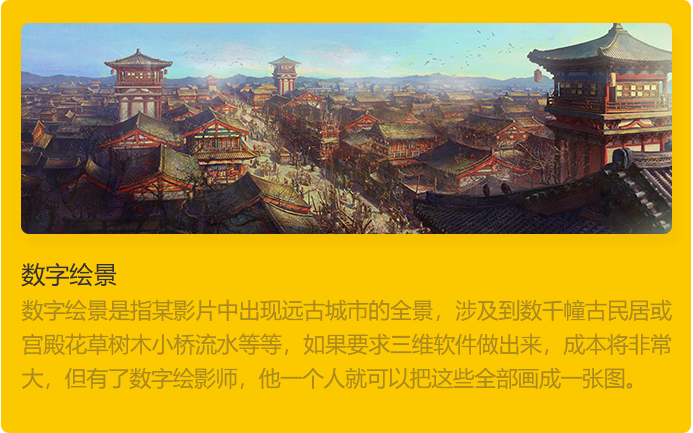 数字绘景
数字绘景是指某影片中出现远古城市的全景，涉及到数千幢古民居或
宫殿花草树木小桥流水等等，如果要求三维软件做出来，成本将非常
大，但有了数字绘影师，他一个人就可以把这些全部画成一张图。